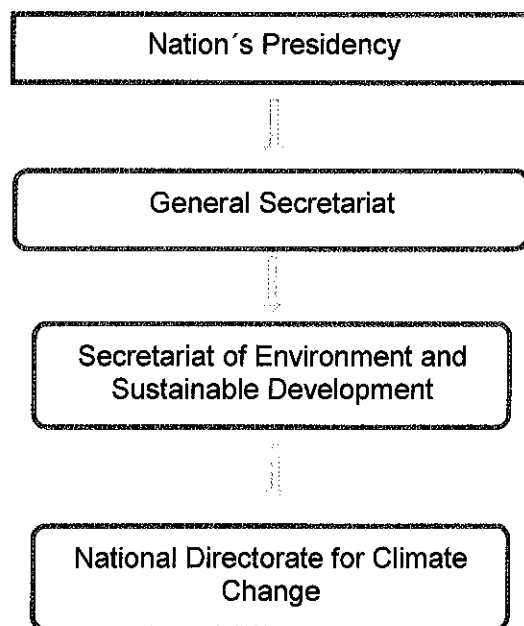 Nation´s Presidency
General Secretariat
Secretariat of Environment and
Sustainable Development
National Directorate for Climate
Change